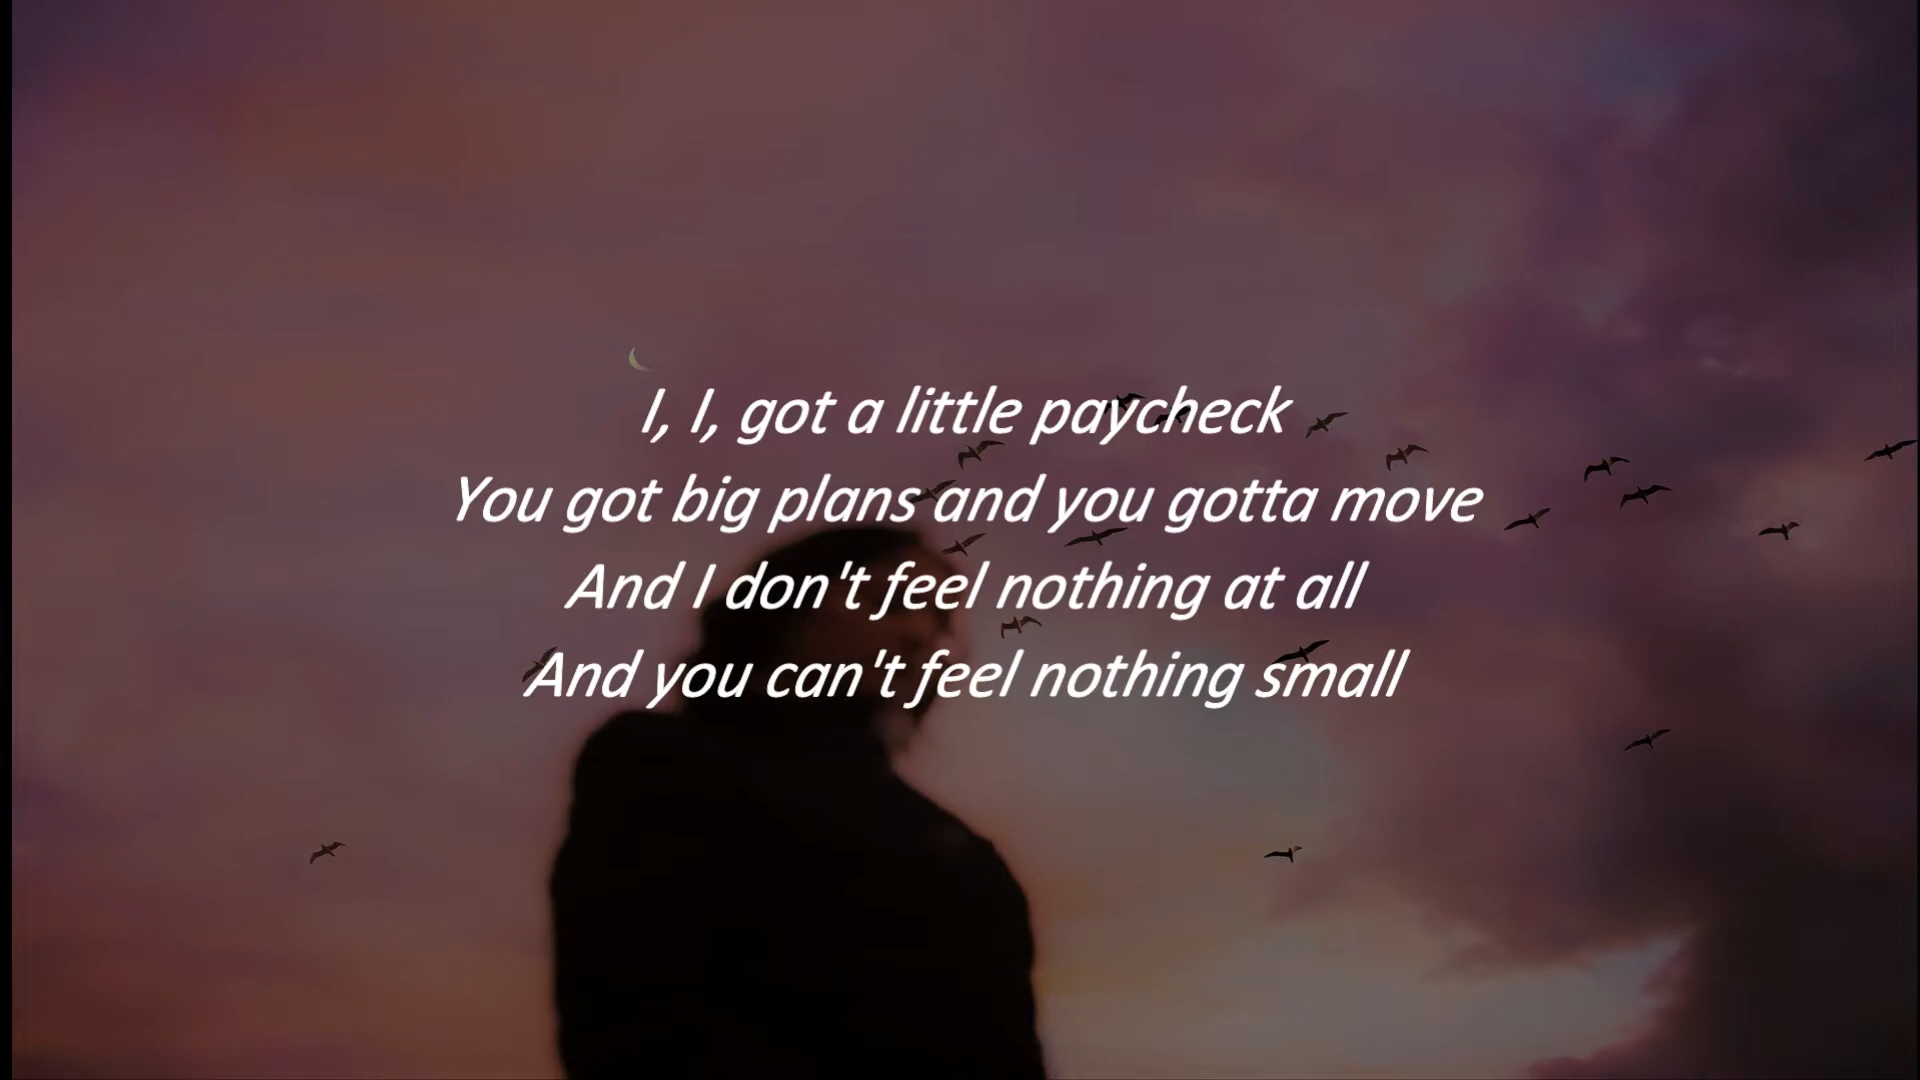 I, I, got a little paycheck
You got big plans and you gotta move
And I don't feel nothing at all
And you can't feel nothing small